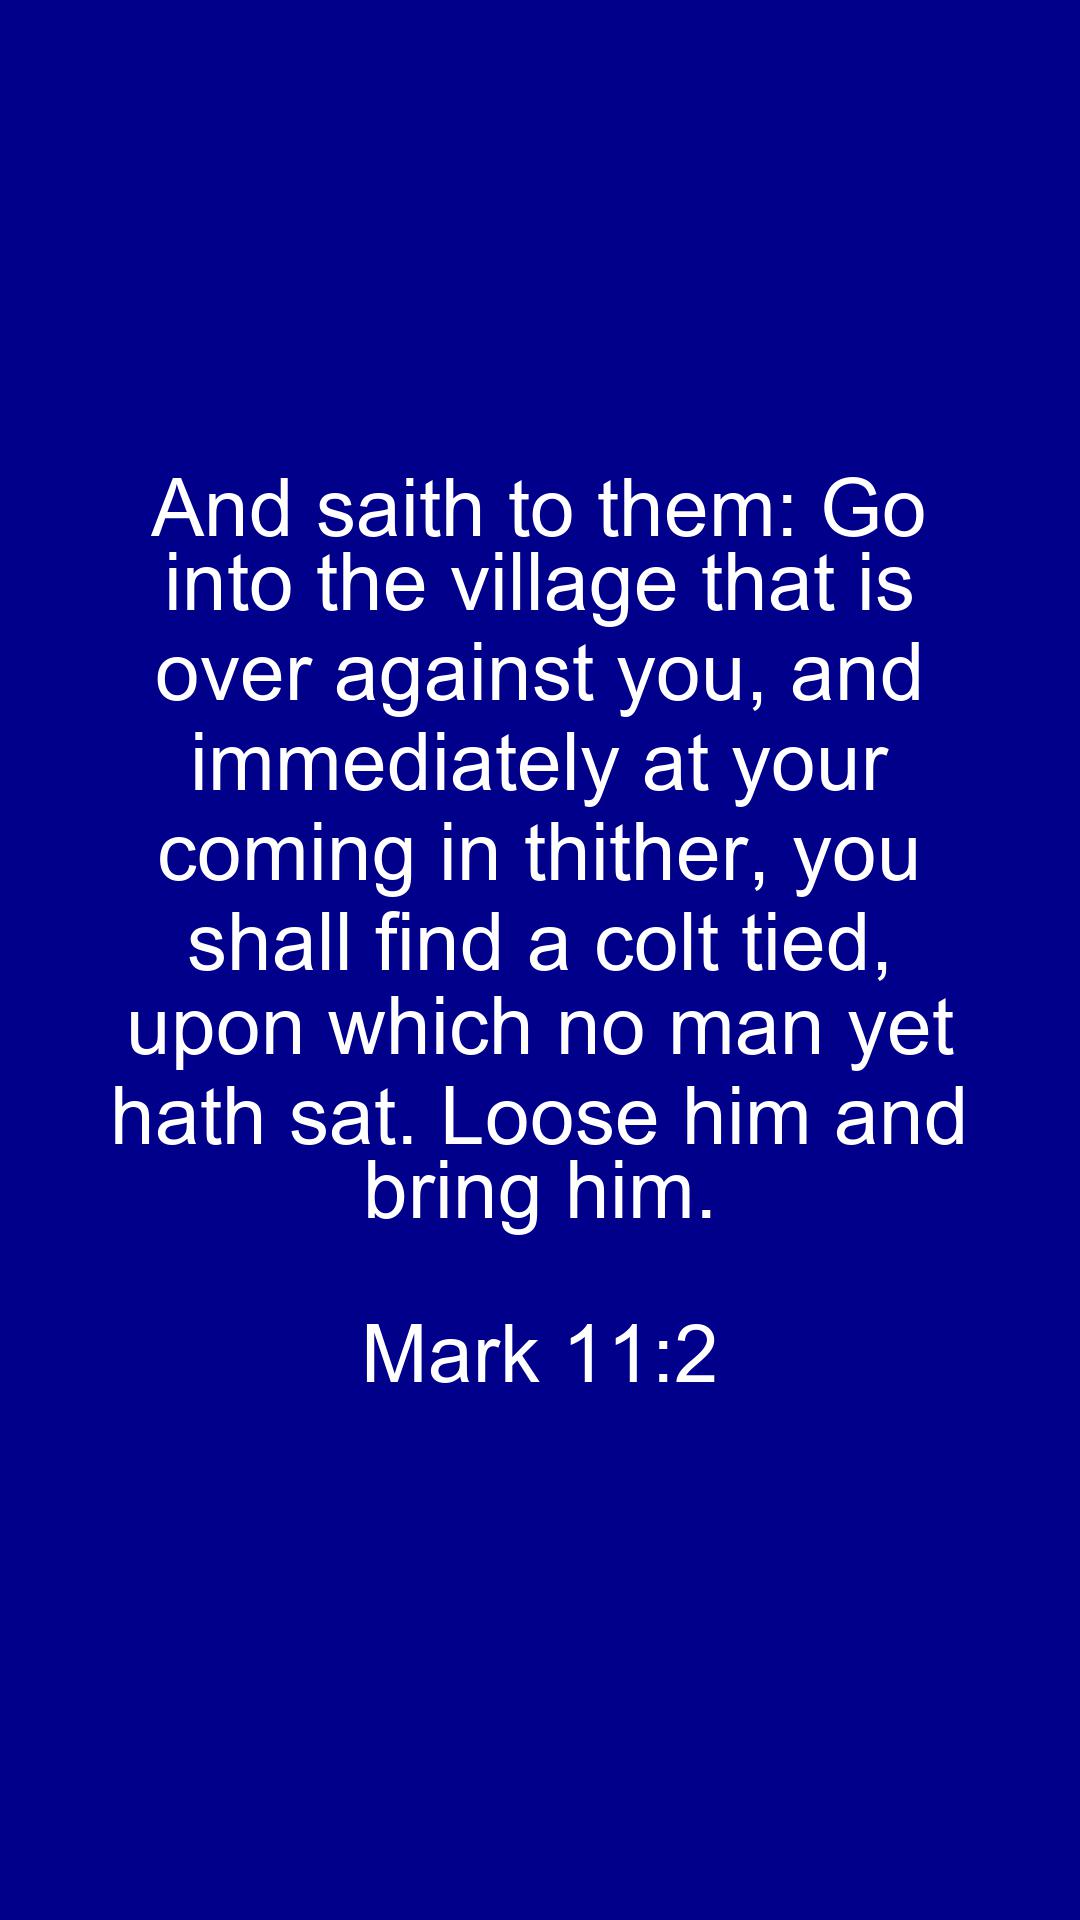 And saith to them: Go
into the village that is
over against you, and
immediately at your
coming in thither, you
shall find a colt tied,
upon which no man yet
hath sat. Loose him and
bring him.
Mark 11:2